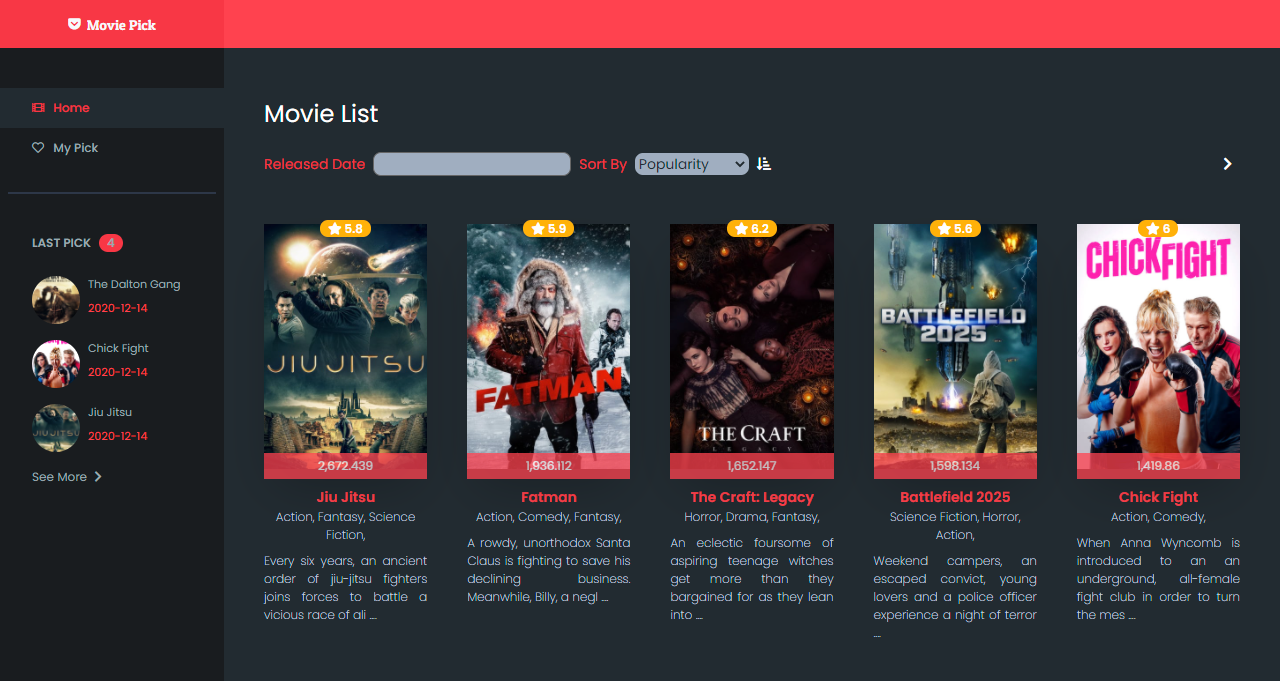 Movie Pick
Home
My Pick
LAST PICK 4
The Dalton Gang
2020-12-14
Chick Fight
2020-12-14
Jiu Jitsu
2020-12-14
See More
Movie List
Released Date Sort By Popularity
5.8
JIU JITSU
2,672.439
Jiu Jitsu
Action, Fantasy, Science
Fiction,
Every six years, an ancient
order of jiu-jitsu fighters
joins forces to battle a
vicious race of ali ...
5.9
FATMAN
1,936.112
Fatman
Action, Comedy, Fantasy,
A rowdy, unorthodox Santa
Claus is fighting to save his
declining business.
Meanwhile, Billy, a negl ...
6.2
THE CRAFT
LEGACY
1,652.147
The Craft: Legacy
Horror, Drama, Fantasy,
An eclectic foursome of
aspiring teenage witches
get more than they
bargained for as they lean
into ...
5.6
BATTLEFIELD
2025
1,598.134
Battlefield 2025
Science Fiction, Horror,
Action,
Weekend campers, an
escaped convict, young
lovers and a police officer
experience a night of terror
...
6
CHICK FIGHT
1,419.86
Chick Fight
Action, Comedy,
When Anna Wyncomb is
introduced to an an
underground, all-female
fight club in order to turn
the mes ...